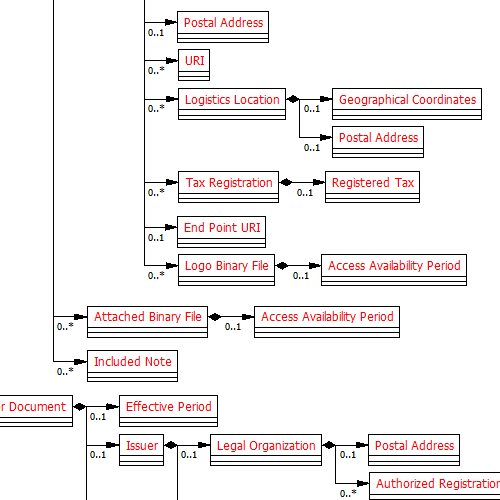 Postal Address
0..1
URI
0..*
Logistics Location
Geographical Coordinates
0..*
0..1
Postal Address
0..1
Tax Registration
Registered Tax
0..*
0..1
End Point URI
0..1
Logo Binary File
Access Availability Period
0..*
0..1
Attached Binary File
Access Availability Period
0..*
0..1
Included Note
0..*
r Document
Effective Period
0..1
Issuer
Legal Organization
Postal Address
0..1
0..1
0..1
Authorized Registration
0..*